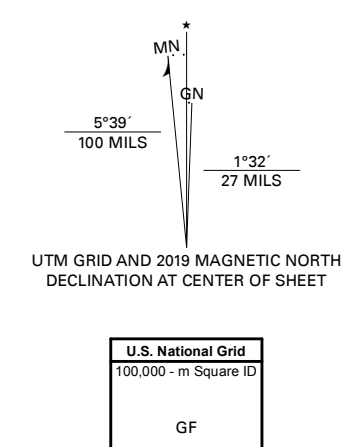 ★
MN
GN
5°39´
100 MILS
1°32´
27 MILS
UTM GRID AND 2019 MAGNETIC NORTH
DECLINATION AT CENTER OF SHEET
U.S. National Grid
100,000 - m Square ID
GF